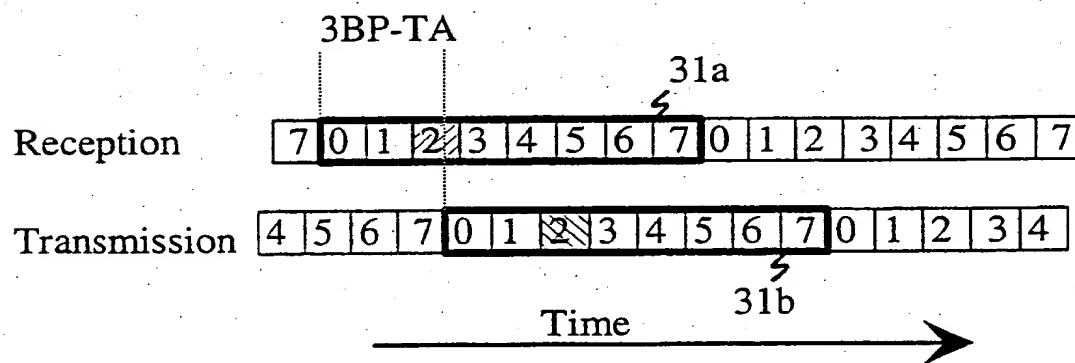 3BP-TA
31a
Reception 7 0 1 2 3 4 5 6 7 0 1 2 3 4 5 6 7
Transmission 4 5 6 7 0 1 2 3 4 5 6 7 0 1 2 3 4
31b
Time